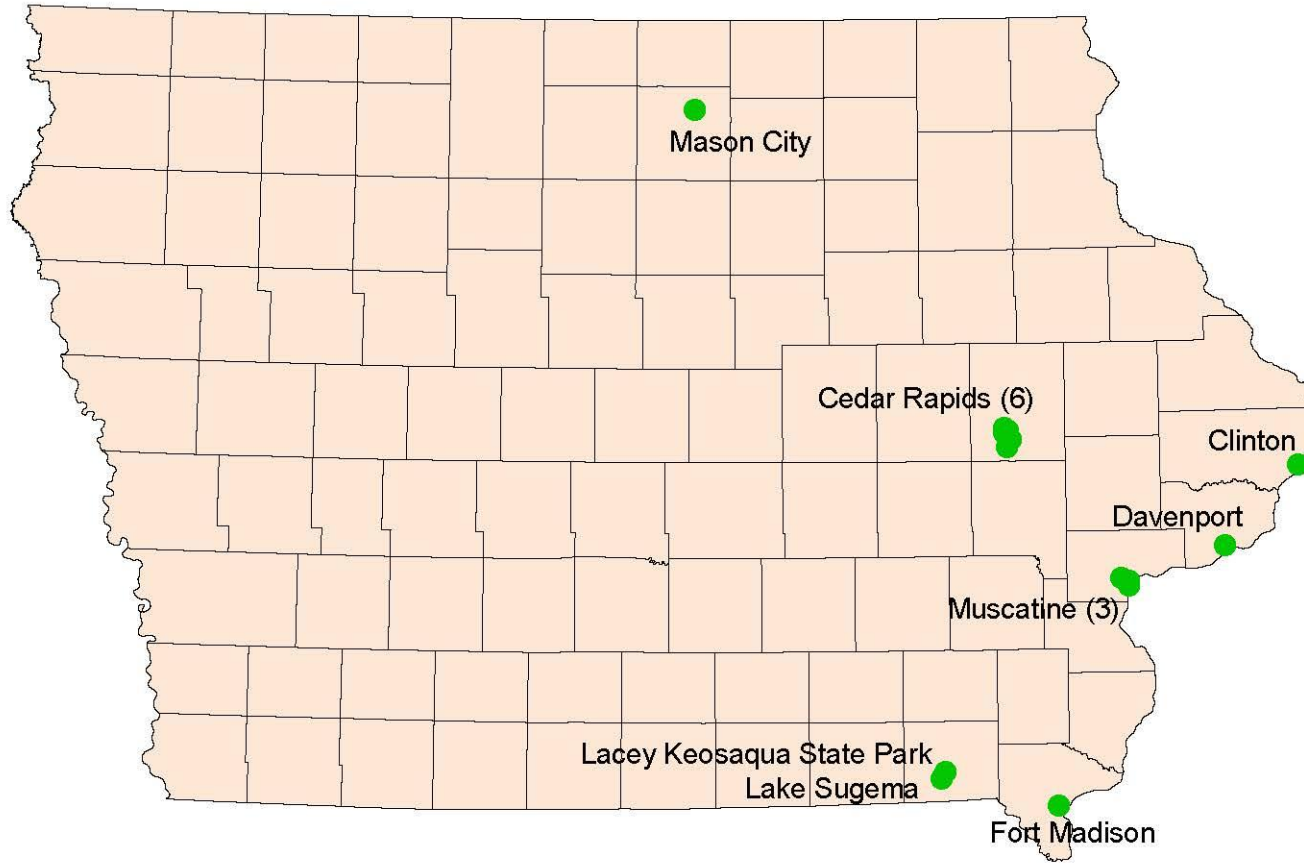 Mason City
Cedar Rapids (6)
Clinton
Davenport
Muscatine (3)
Lacey Keosaqua State Park
Lake Sugema
Fort Madison